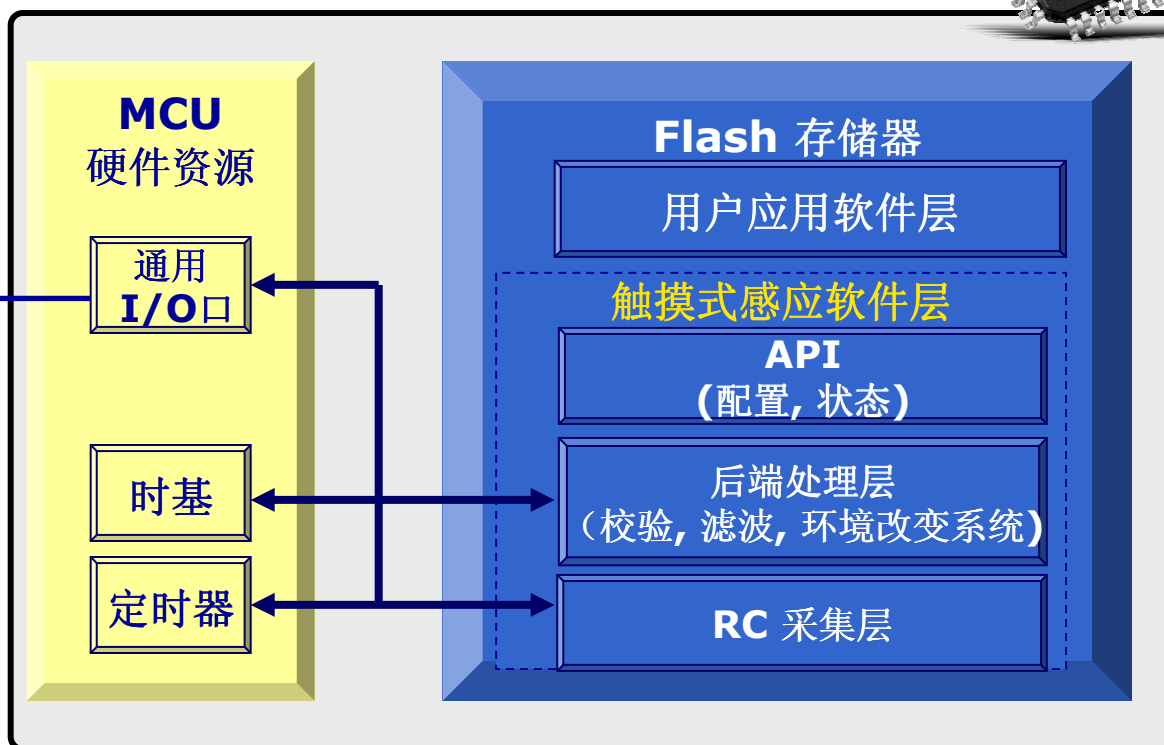 MCU
硬件资源
通用
I/O口
时基
定时器
Flash 存储器
用户应用软件层
触摸式感应软件层
API
(配置, 状态)
后端处理层
（校验, 滤波, 环境改变系统)
RC 采集层